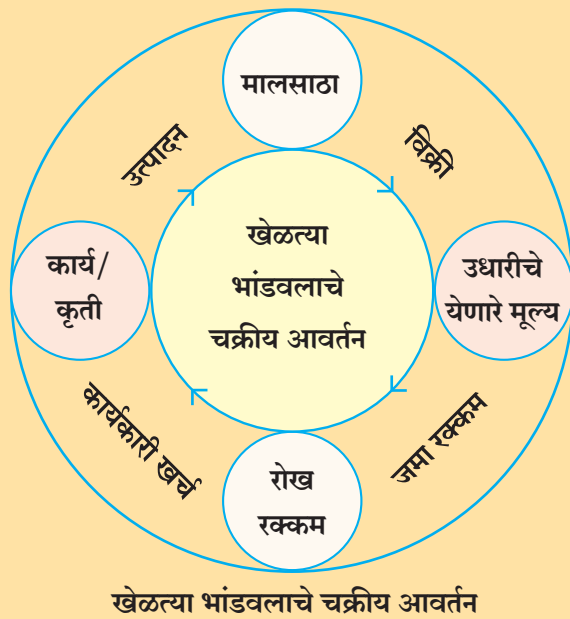 मालसाठा
उत्पादन
विक्री
कार्य/
कृती
खेळत्या
भांडवलाचे
चक्रीय आवर्तन
उधारीचे
येणारे मूल्य
कार्यकारी खर्च
जमा रक्कम
रोख
रक्कम
खेळत्या भांडवलाचे चक्रीय आवर्तन